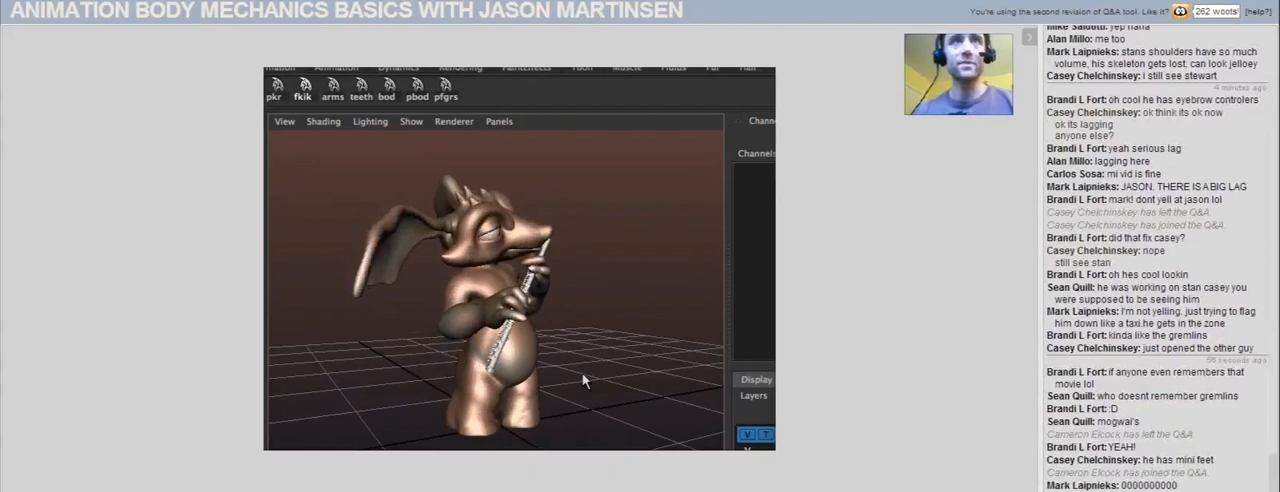 ANIMATION BODY MECHANICS BASICS WITH JASON MARTINSEN
You're using the second revision of Q&A tool. Like it? 262 woots! [help?]
pkr fkik arms teeth bod pbod pfgrs
View Shading Lighting Show Renderer Panels
Channels
Display
Layers
V T
Alan Millo: me too
Mark Laipnieks: stans shoulders have so much
volume, his skeleton gets lost, can look jelloey
Casey Chelchinskey: i still see stewart
4 minutes ago
Brandi L Fort: oh cool he has eyebrow controlers
Casey Chelchinskey: ok think its ok now
ok its lagging
anyone else?
Brandi L Fort: yeah serious lag
Alan Millo: lagging here
Carlos Sosa: mi vid is fine
Mark Laipnieks: JASON. THERE IS A BIG LAG
Brandi L Fort: mark! dont yell at jason lol
Casey Chelchinskey has left the Q&A.
Casey Chelchinskey has joined the Q&A.
Brandi L Fort: did that fix casey?
Casey Chelchinskey: nope
still see stan
Brandi L Fort: oh hes cool lookin
Sean Quill: he was working on stan casey you
were supposed to be seeing him
Mark Laipnieks: I'm not yelling. just trying to flag
him down like a taxi.he gets in the zone
Brandi L Fort: kinda like the gremlins
Casey Chelchinskey: just opened the other guy
55 seconds ago
Brandi L Fort: if anyone even remembers that
movie lol
Sean Quill: who doesnt remember gremlins
Brandi L Fort: :D
Sean Quill: mogwai's
Cameron Elcock has left the Q&A.
Brandi L Fort: YEAH!
Casey Chelchinskey: he has mini feet
Cameron Elcock has joined the Q&A.
Mark Laipnieks: 0000000000